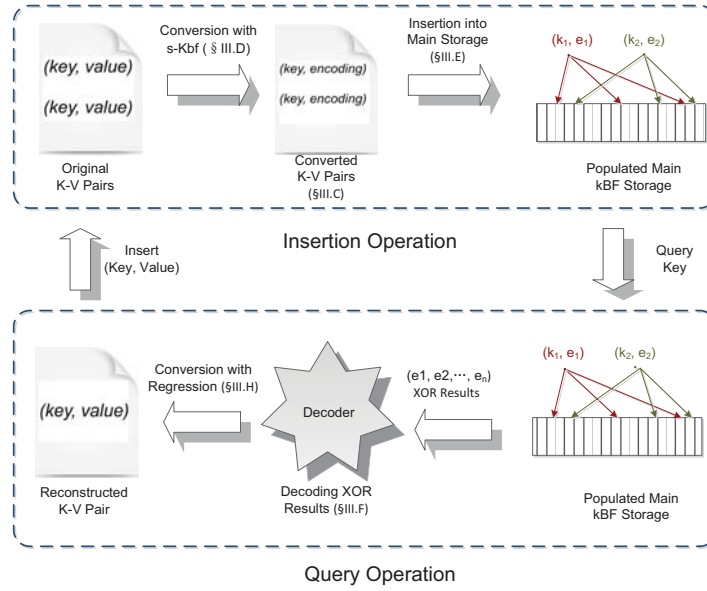 Conversion with
s-Kbf ( § III.D)
Insertion into
Main Storage
(§III.E)
(k1, e1)
(k2, e2)
(key, value)
(key, value)
(key, encoding)
(key, encoding)
Original
K-V Pairs
Converted
K-V Pairs
(§III.C)
Populated Main
kBF Storage
Insertion Operation
Insert
(Key, Value)
Query
Key
Conversion with
Regression (§III.H)
(e1, e2,⋯, en)
XOR Results
(k1, e1)
(k2, e2)
(key, value)
Decoder
Reconstructed
K-V Pair
Decoding XOR
Results (§III.F)
Populated Main
kBF Storage
Query Operation